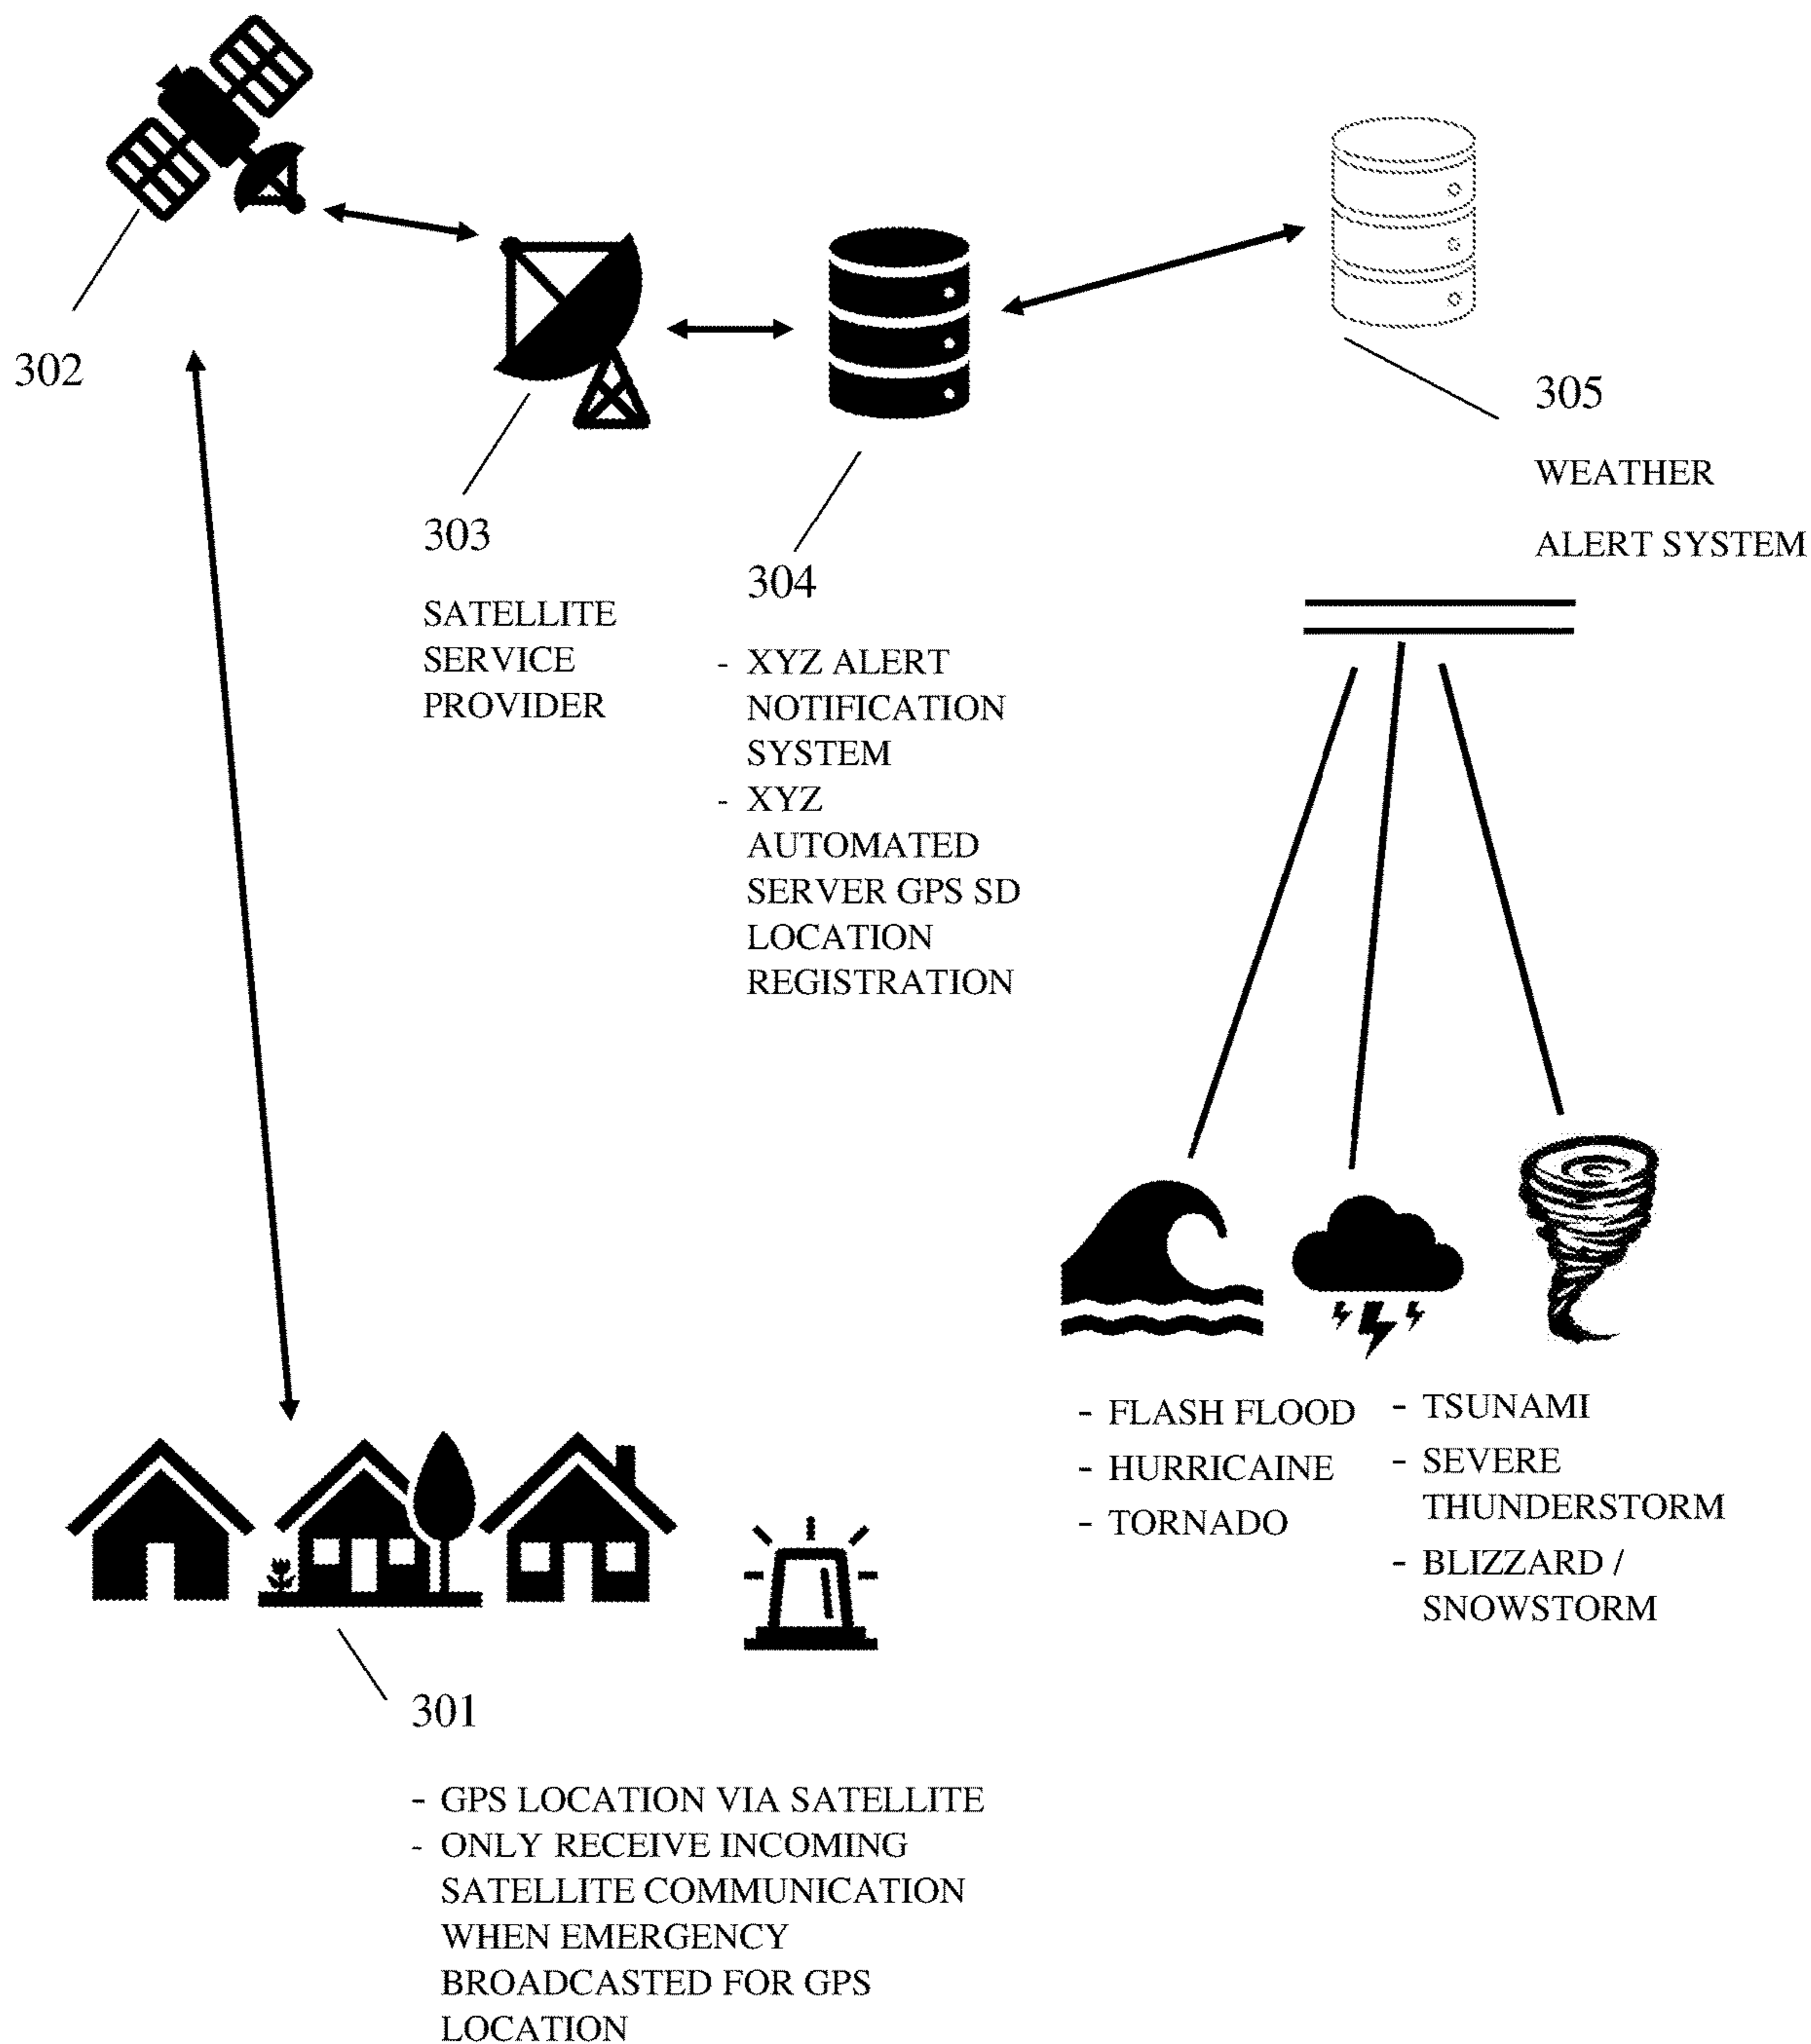 302
303
SATELLITE
SERVICE
PROVIDER
304
- XYZ ALERT
NOTIFICATION
SYSTEM
- XYZ
AUTOMATED
SERVER GPS SD
LOCATION
REGISTRATION
305
WEATHER
ALERT SYSTEM
- FLASH FLOOD
- HURRICAINE
- TORNADO
- TSUNAMI
- SEVERE
THUNDERSTORM
- BLIZZARD /
SNOWSTORM
301
- GPS LOCATION VIA SATELLITE
- ONLY RECEIVE INCOMING
SATELLITE COMMUNICATION
WHEN EMERGENCY
BROADCASTED FOR GPS
LOCATION